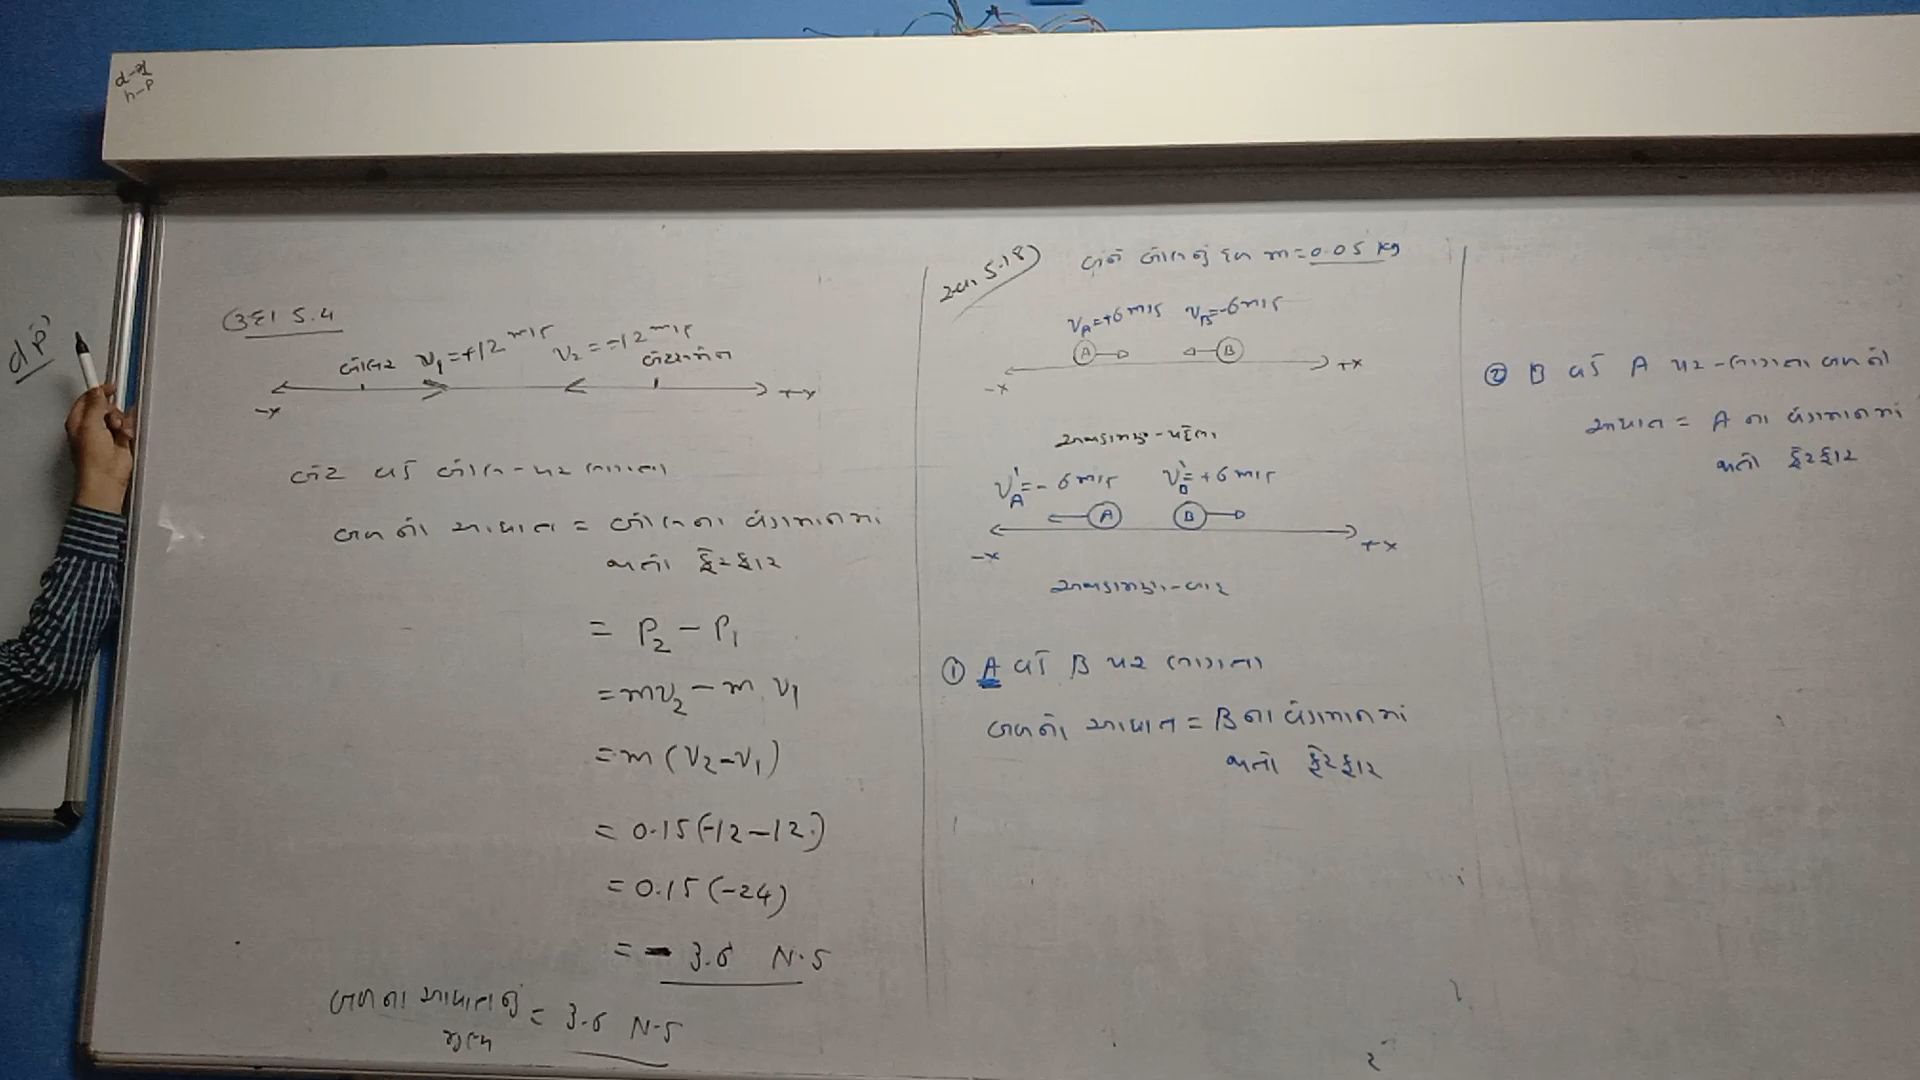 d-y
h-P
dP
ઉદા 5.4
બોલર v₁=+12 m/s v₂=-12 m/s બેટ્સમેન
-x +x
બેટ વડે બોલ પર લાગતા
બળનો આઘાત = બોલના વેગમાનમાં
થતો ફેરફાર
= P₂ - P₁
= mv₂ - m v₁
= m (v₂-v₁)
= 0.15(-12-12)
= 0.15(-24)
= - 3.6 N·s
બળના આઘાતનું = 3.6 N-s
મૂલ્ય
સ્વા. 5.18) બંને બોલનું દળ m = 0.05 kg
v_A=+6 m/s v_B=-6 m/s
A B
-x +x
અથડામણ-પહેલા
v'_A=-6 m/s v'_B=+6 m/s
A B
-x +x
અથડામણ-બાદ
① A વડે B પર લાગતા
બળનો આઘાત = B ના વેગમાનમાં
થતો ફેરફાર
② B વડે A પર લાગતા બળનો
આઘાત = A ના વેગમાનમાં
થતો ફેરફાર